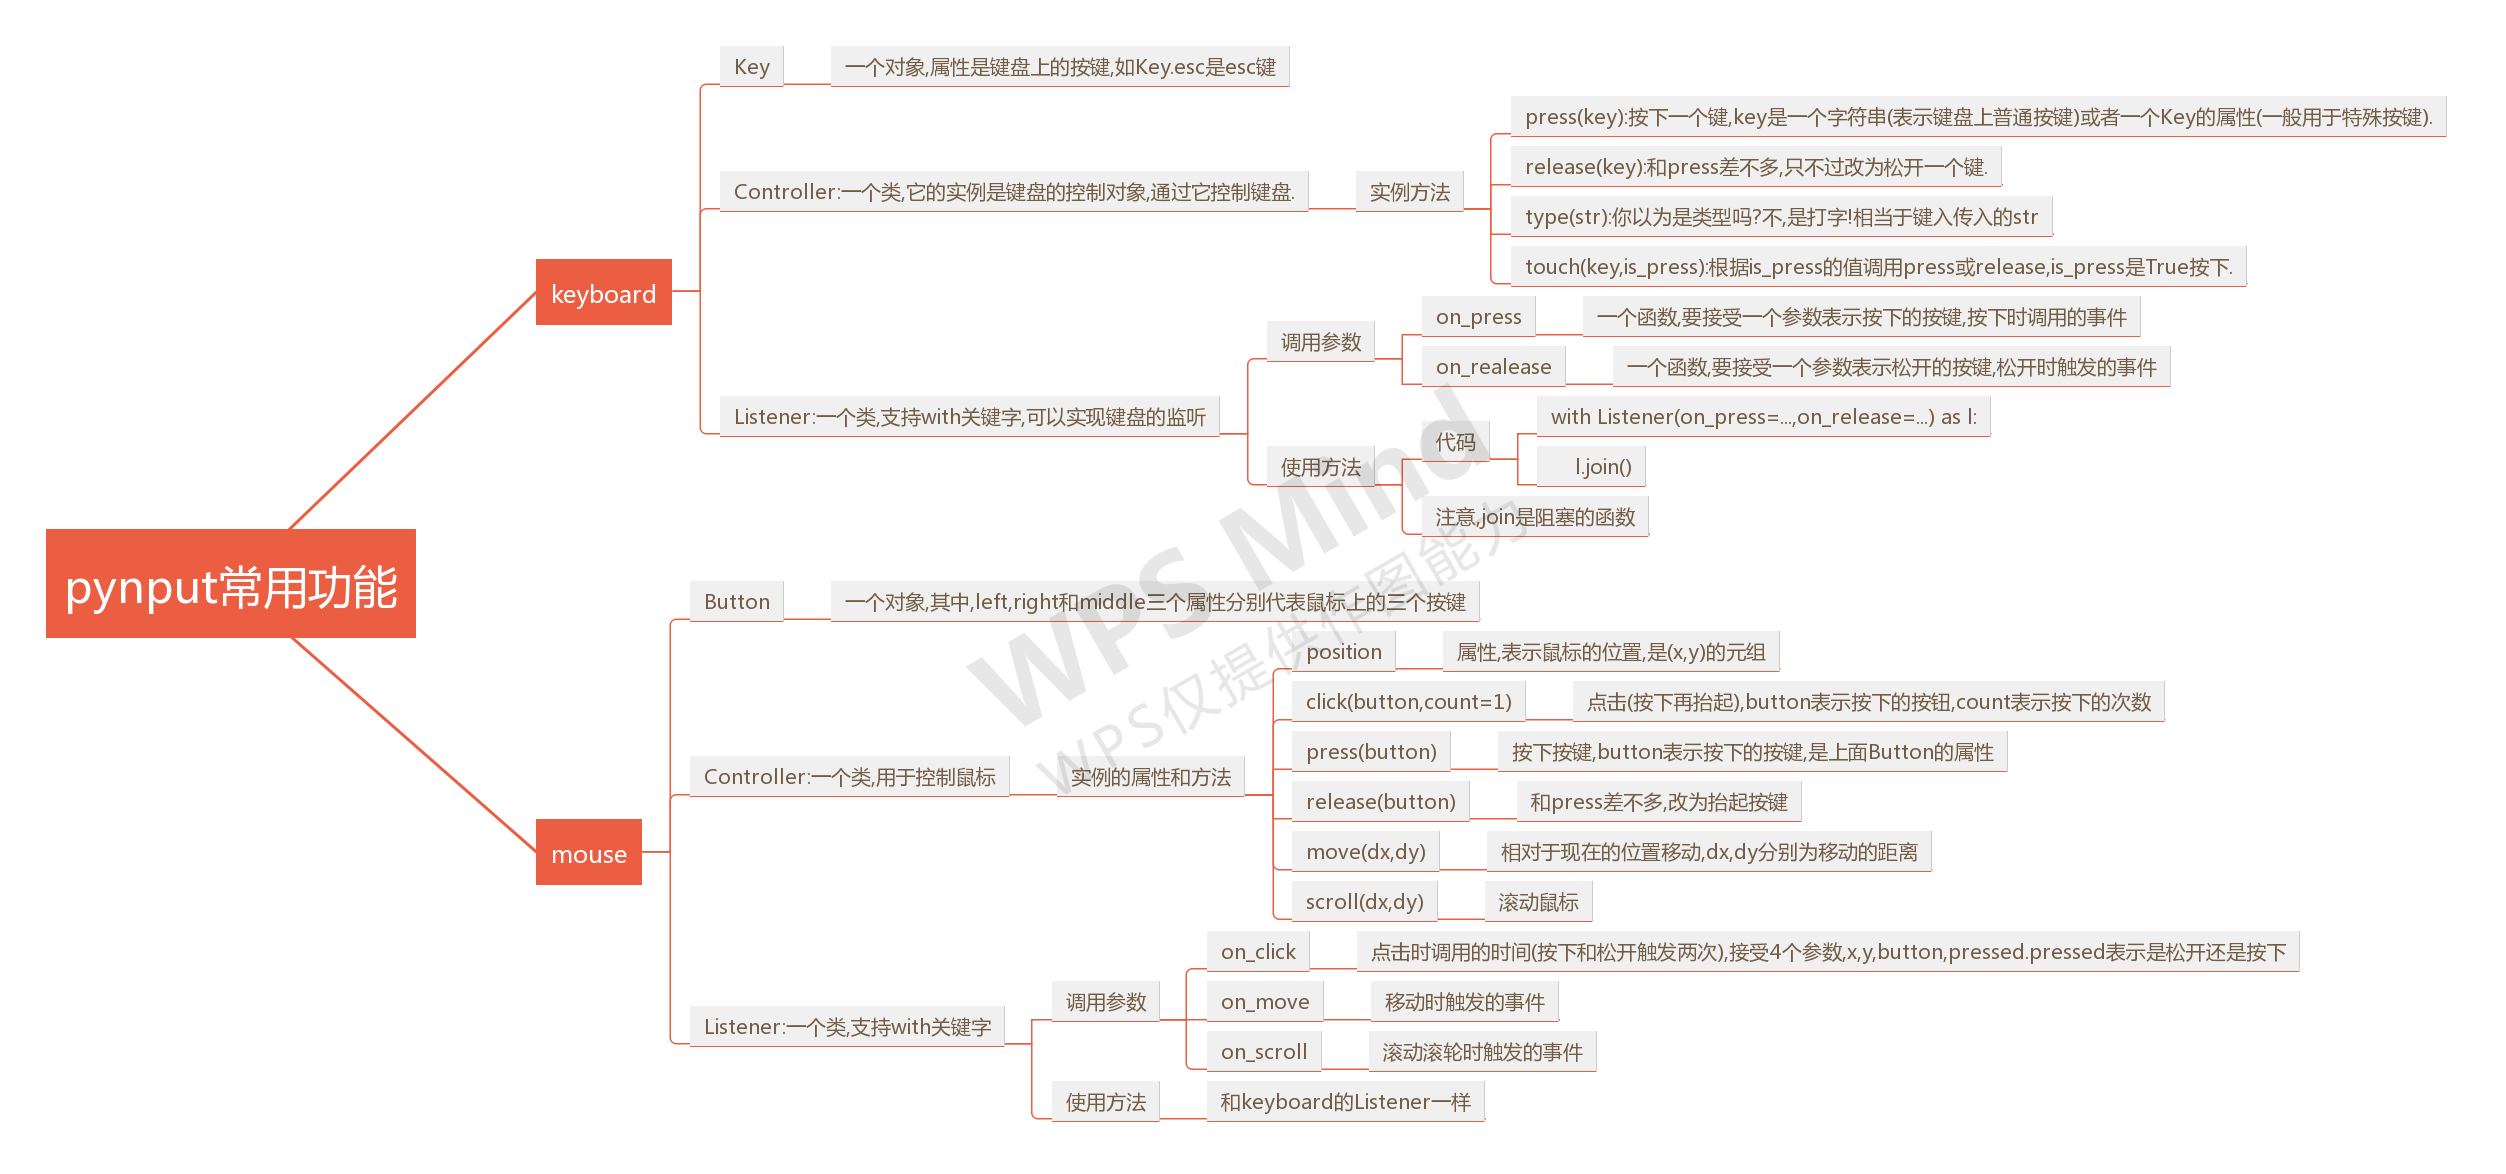 pynput常用功能
keyboard
Key
一个对象,属性是键盘上的按键,如Key.esc是esc键
Controller:一个类,它的实例是键盘的控制对象,通过它控制键盘.
实例方法
press(key):按下一个键,key是一个字符串(表示键盘上普通按键)或者一个Key的属性(一般用于特殊按键).
release(key):和press差不多,只不过改为松开一个键.
type(str):你以为是类型吗?不,是打字!相当于键入传入的str
touch(key,is_press):根据is_press的值调用press或release,is_press是True按下.
Listener:一个类,支持with关键字,可以实现键盘的监听
调用参数
on_press
一个函数,要接受一个参数表示按下的按键,按下时调用的事件
on_realease
一个函数,要接受一个参数表示松开的按键,松开时触发的事件
使用方法
代码
with Listener(on_press=...,on_release=...) as l:
l.join()
注意,join是阻塞的函数
mouse
Button
一个对象,其中,left,right和middle三个属性分别代表鼠标上的三个按键
Controller:一个类,用于控制鼠标
实例的属性和方法
position
属性,表示鼠标的位置,是(x,y)的元组
click(button,count=1)
点击(按下再抬起),button表示按下的按钮,count表示按下的次数
press(button)
按下按键,button表示按下的按键,是上面Button的属性
release(button)
和press差不多,改为抬起按键
move(dx,dy)
相对于现在的位置移动,dx,dy分别为移动的距离
scroll(dx,dy)
滚动鼠标
Listener:一个类,支持with关键字
调用参数
on_click
点击时调用的时间(按下和松开触发两次),接受4个参数,x,y,button,pressed.pressed表示是松开还是按下
on_move
移动时触发的事件
on_scroll
滚动滚轮时触发的事件
使用方法
和keyboard的Listener一样
WPS Mind
WPS仅提供作图能力